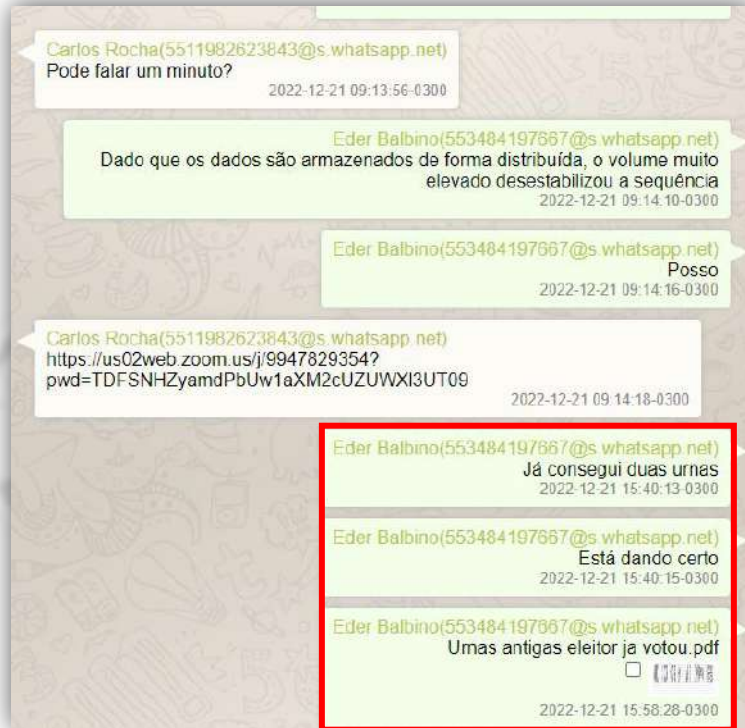 Carlos Rocha(5511982623843@s.whatsapp.net)
Pode falar um minuto?
2022-12-21 09:13:56-0300
Eder Balbino(553484197667@s.whatsapp.net)
Dado que os dados são armazenados de forma distribuída, o volume muito
elevado desestabilizou a sequência
2022-12-21 09:14:10-0300
Eder Balbino(553484197667@s.whatsapp.net)
Posso
2022-12-21 09:14:16-0300
Carlos Rocha(5511982623843@s.whatsapp.net)
https://us02web.zoom.us/j/9947829354?
pwd=TDFSNHZyamdPbUw1aXM2cUZUWXl3UT09
2022-12-21 09:14:18-0300
Eder Balbino(553484197667@s.whatsapp.net)
Já consegui duas urnas
2022-12-21 15:40:13-0300
Eder Balbino(553484197667@s.whatsapp.net)
Está dando certo
2022-12-21 15:40:15-0300
Eder Balbino(553484197667@s.whatsapp.net)
Urnas antigas eleitor ja votou.pdf
2022-12-21 15:58:28-0300